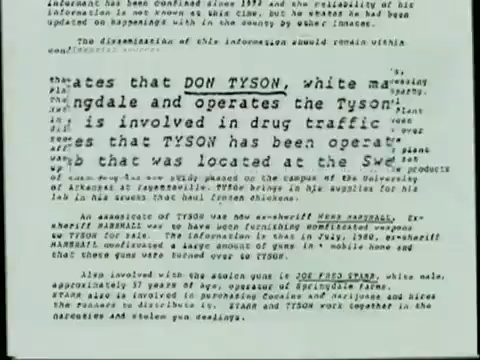 informant has been confined since 1972 and the reliability of his
information is not known at this time, but he states he had been
updated on happenings with in the county by other inmates.
The dissemination of this information should remain within
ates that DON TYSON, white ma
ngdale and operates the Tyson
is involved in drug traffic
es that TYSON has been operat
b that was located at the Swe
of Arkansas at Fayetteville. TYSON brings in his supplies for his
lab in his trucks that haul frozen chickens.
An associate of TYSON was now ex-sheriff MARSHALL. Ex-
sheriff MARSHALL was to have been furnishing confiscated weapons
to TYSON for sale. The information is that in July, 1980, ex-sheriff
MARSHALL confiscated a large amount of guns in a mobile home and
that these guns were turned over to TYSON.
Also involved with the stolen guns is JOE FRED STARR, white male,
approximately 37 years of age, operator of Springdale Farms.
STARR also is involved in purchasing Cocaine and marijuana and hires
the runners to distribute it. STARR and TYSON work together in the
narcotics and stolen gun dealings.